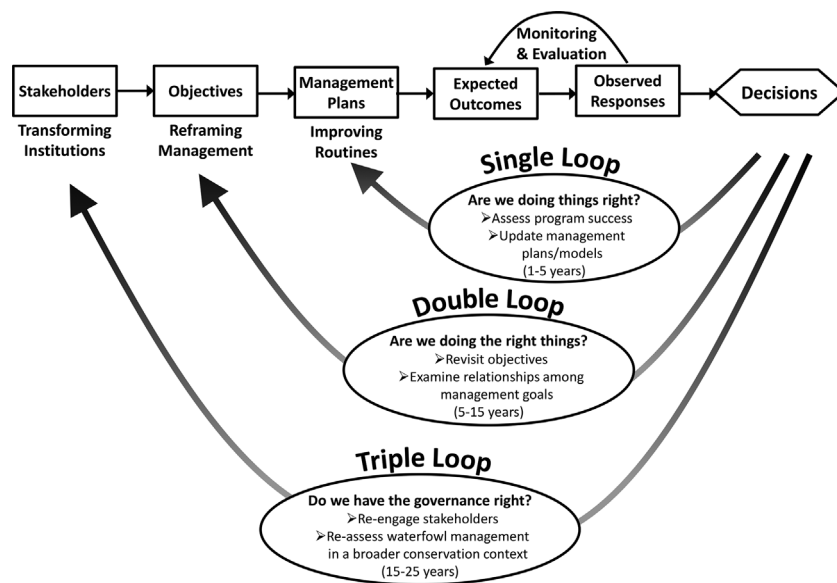 Monitoring
& Evaluation
Stakeholders
Objectives
Management
Plans
Expected
Outcomes
Observed
Responses
Decisions
Transforming
Institutions
Reframing
Management
Improving
Routines
Single Loop
Are we doing things right?
➢Assess program success
➢Update management
plans/models
(1-5 years)
Double Loop
Are we doing the right things?
➢Revisit objectives
➢Examine relationships among
management goals
(5-15 years)
Triple Loop
Do we have the governance right?
➢Re-engage stakeholders
➢Re-assess waterfowl management
in a broader conservation context
(15-25 years)